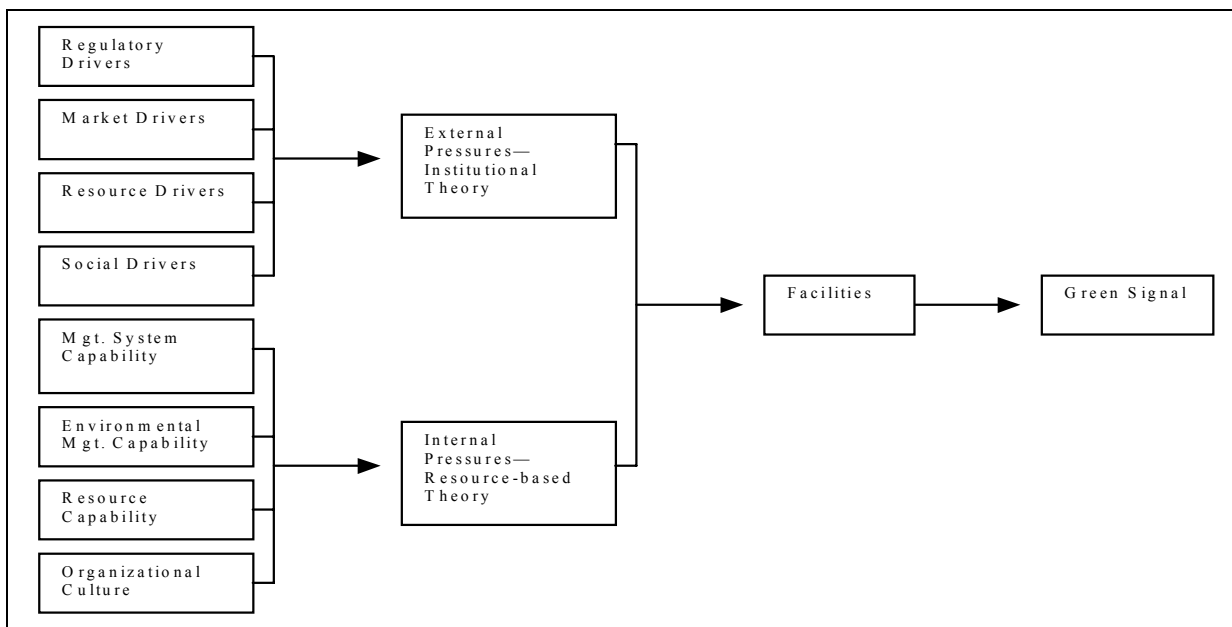 Regulatory
Drivers
Market Drivers
Resource Drivers
Social Drivers
Mgt. System
Capability
Environmental
Mgt. Capability
Resource
Capability
Organizational
Culture
External
Pressures—
Institutional
Theory
Internal
Pressures—
Resource-based
Theory
Facilities
Green Signal